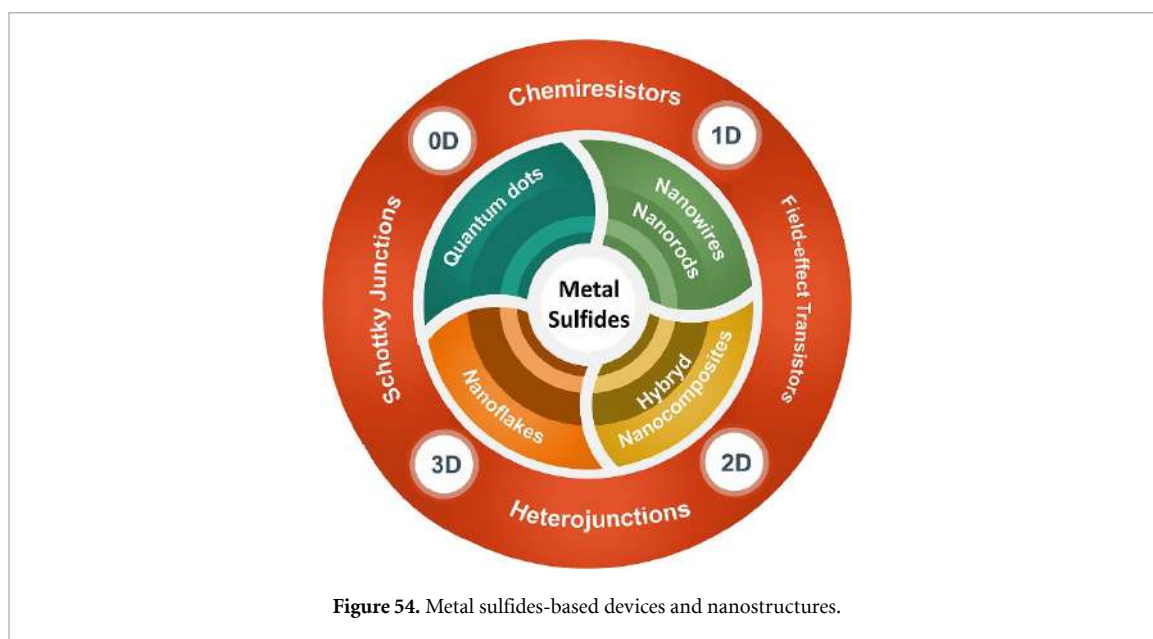 Chemiresistors
0D
1D
Quantum dots
Nanowires
Nanorods
Schottky Junctions
Field-effect Transistors
Metal
Sulfides
Nanoflakes
Hybryd
Nanocomposites
3D
2D
Heterojunctions
Figure 54. Metal sulfides-based devices and nanostructures.